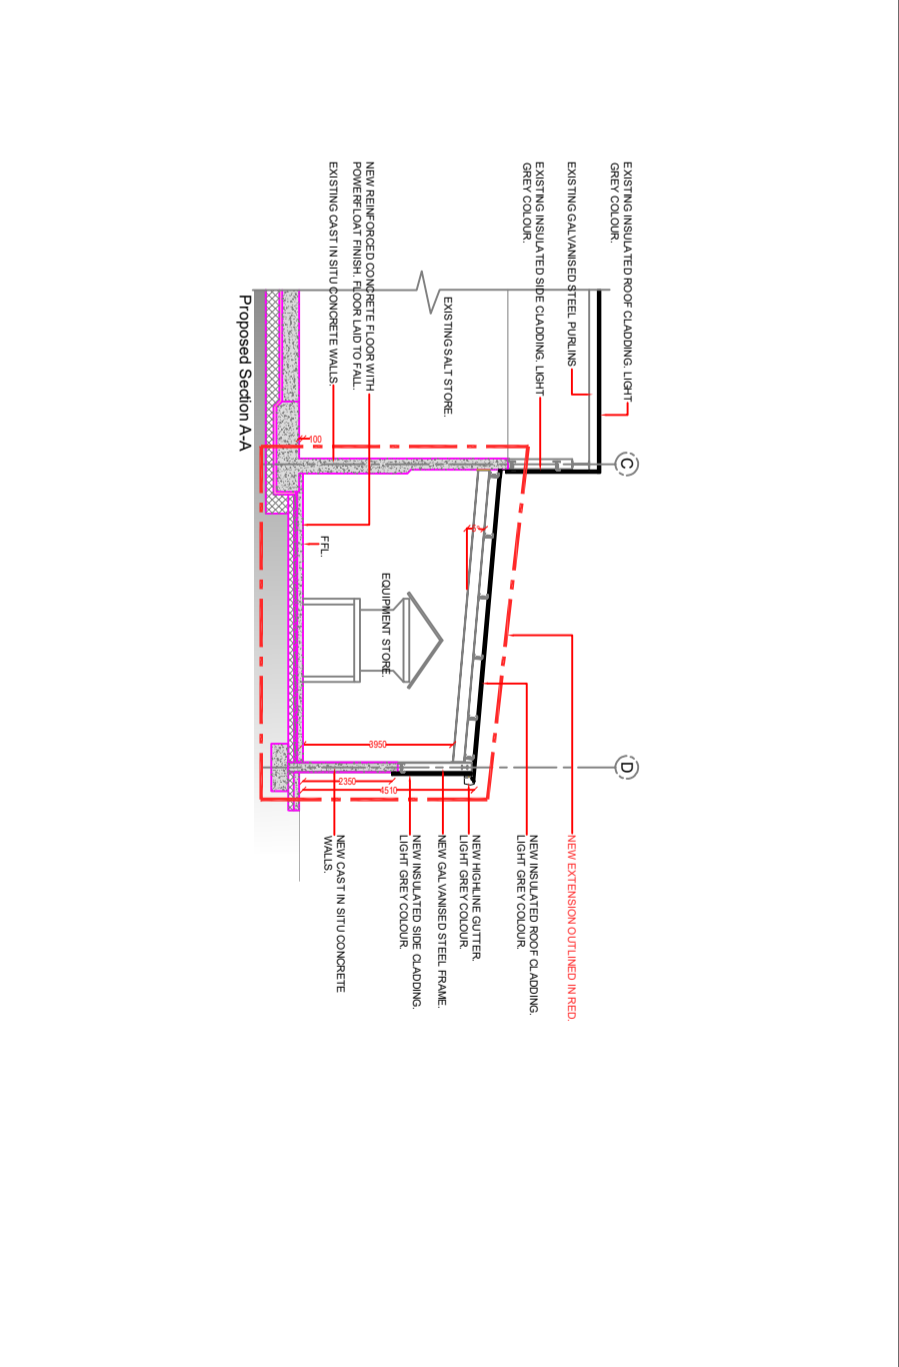 EXISTING INSULATED ROOF CLADDING. LIGHT
GREY COLOUR.
EXISTING GALVANISED STEEL PURLINS
EXISTING INSULATED SIDE CLADDING. LIGHT
GREY COLOUR.
EXISTING SALT STORE.
NEW REINFORCED CONCRETE FLOOR WITH
POWERFLOAT FINISH. FLOOR LAID TO FALL.
EXISTING CAST IN SITU CONCRETE WALLS.
C
D
100
5°
FFL.
EQUIPMENT STORE.
3950
2350
4510
NEW EXTENSION OUTLINED IN RED.
NEW INSULATED ROOF CLADDING.
LIGHT GREY COLOUR.
NEW HIGHLINE GUTTER.
LIGHT GREY COLOUR.
NEW GALVANISED STEEL FRAME.
NEW INSULATED SIDE CLADDING.
LIGHT GREY COLOUR.
NEW CAST IN SITU CONCRETE
WALLS.
Proposed Section A-A